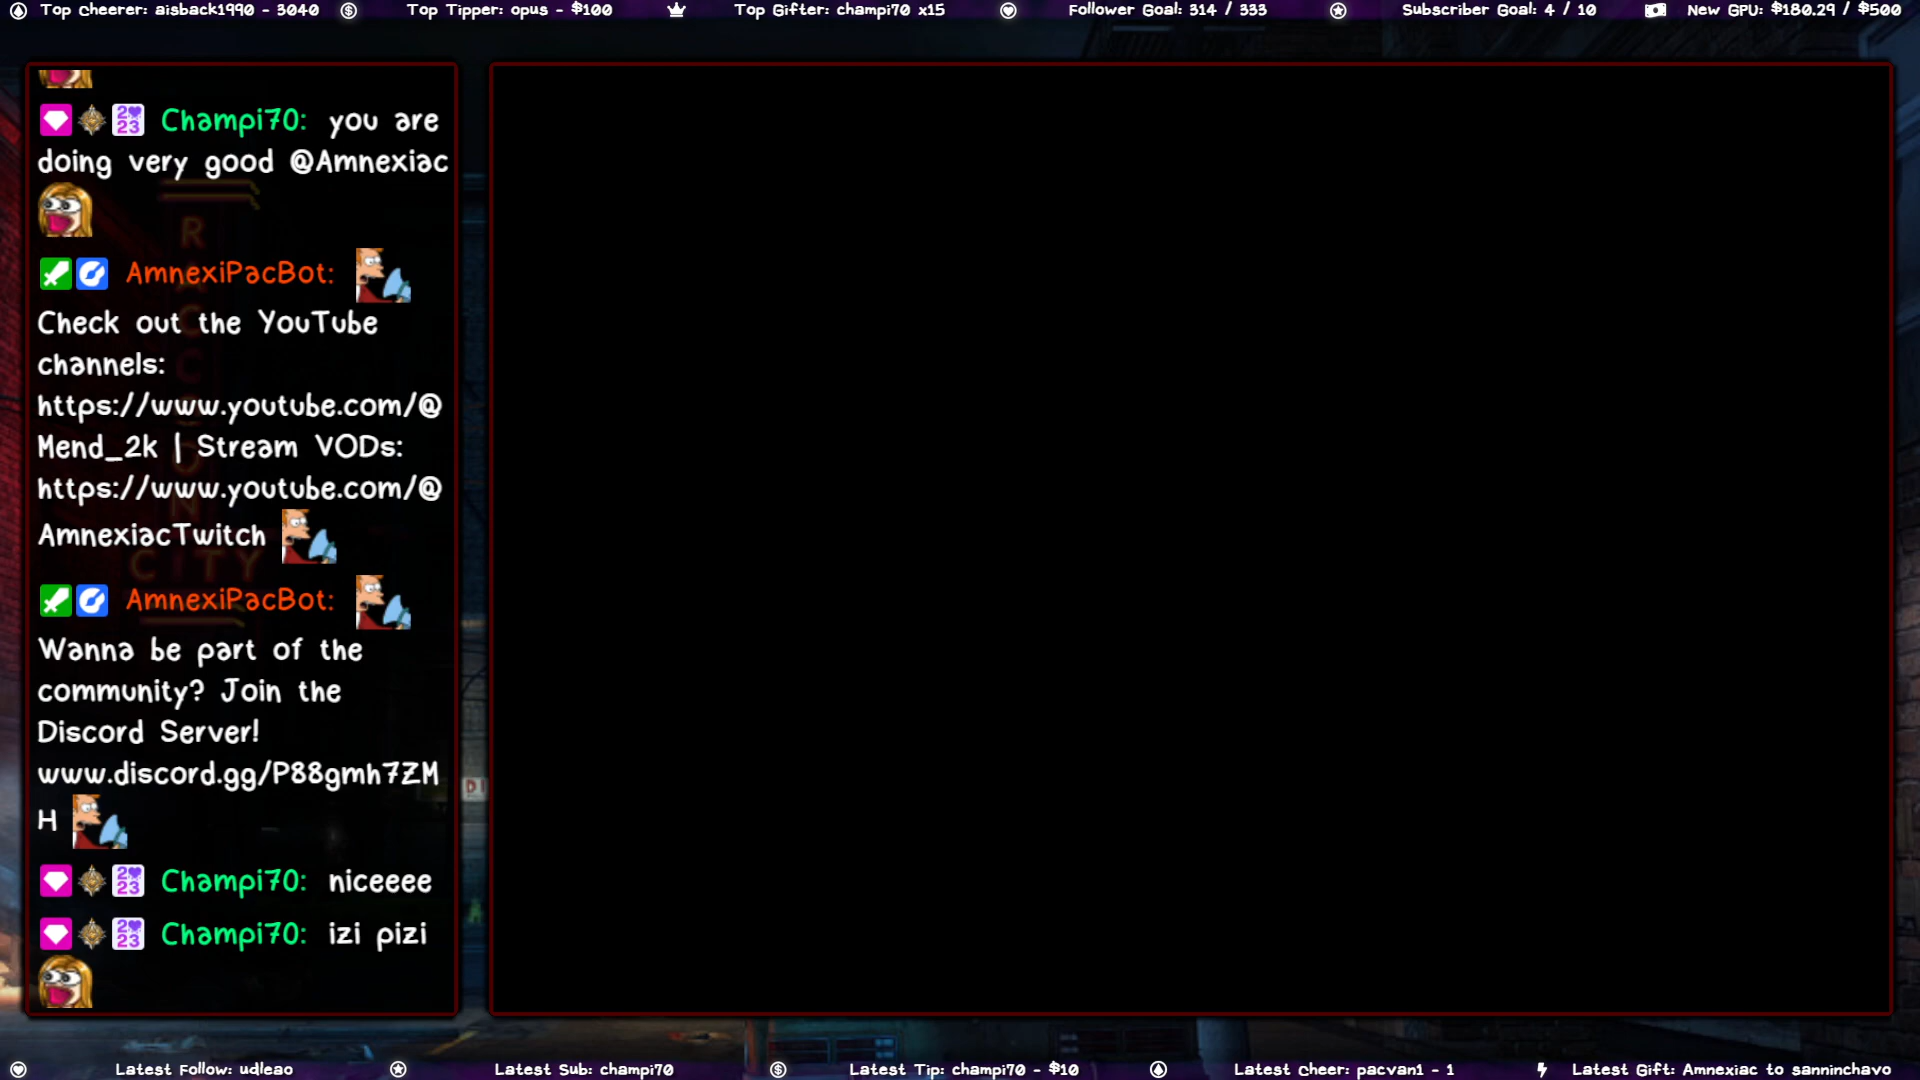 Top Cheerer: aisback1990 - 3040
Top Tipper: opus - $100
Top Gifter: champi70 x15
Follower Goal: 314 / 333
Subscriber Goal: 4 / 10
New GPU: $180.29 / $500
Champi70: you are
doing very good @Amnexiac
AmnexiPacBot:
Check out the YouTube
channels:
https://www.youtube.com/@
Mend_2k | Stream VODs:
https://www.youtube.com/@
AmnexiacTwitch
AmnexiPacBot:
Wanna be part of the
community? Join the
Discord Server!
www.discord.gg/P88gmh7ZM
H
Champi70: niceeee
Champi70: izi pizi
CITY
Latest Follow: udleao
Latest Sub: champi70
Latest Tip: champi70 - $10
Latest Cheer: pacvan1 - 1
Latest Gift: Amnexiac to sanninchavo